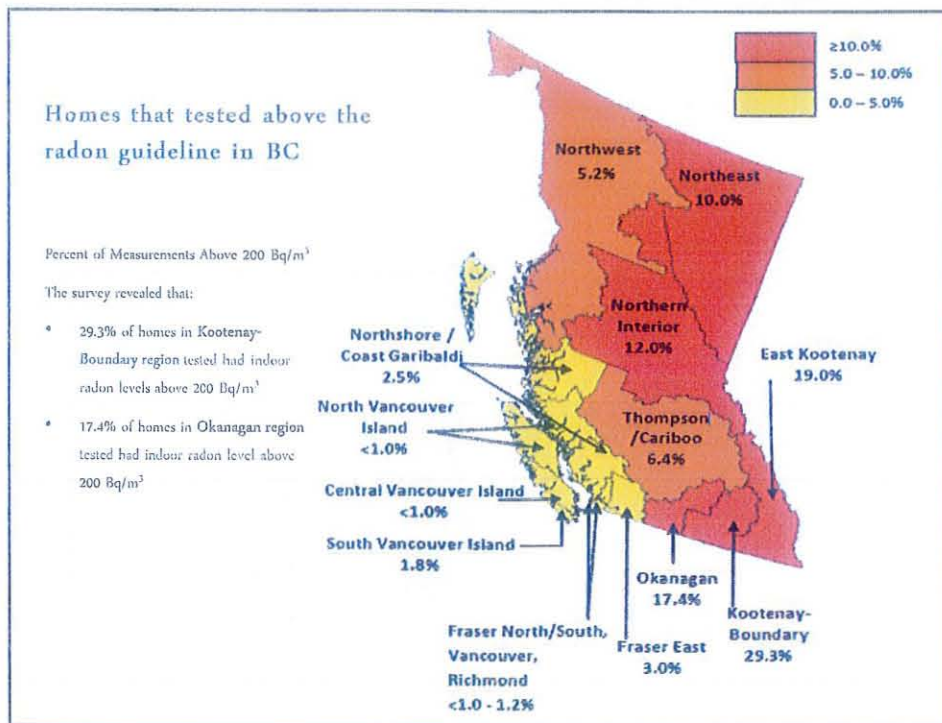 Homes that tested above the
radon guideline in BC
Percent of Measurements Above 200 Bq/m³
The survey revealed that:
• 29.3% of homes in Kootenay-
Boundary region tested had indoor
radon levels above 200 Bq/m³
• 17.4% of homes in Okanagan region
tested had indoor radon level above
200 Bq/m³
≥10.0%
5.0 – 10.0%
0.0 – 5.0%
Northwest
5.2%
Northeast
10.0%
Northern
Interior
12.0%
Northshore /
Coast Garibaldi
2.5%
East Kootenay
19.0%
North Vancouver
Island
<1.0%
Thompson
/Cariboo
6.4%
Central Vancouver Island
<1.0%
South Vancouver Island
1.8%
Okanagan
17.4%
Kootenay-
Boundary
29.3%
Fraser North/South,
Vancouver,
Richmond
<1.0 - 1.2%
Fraser East
3.0%